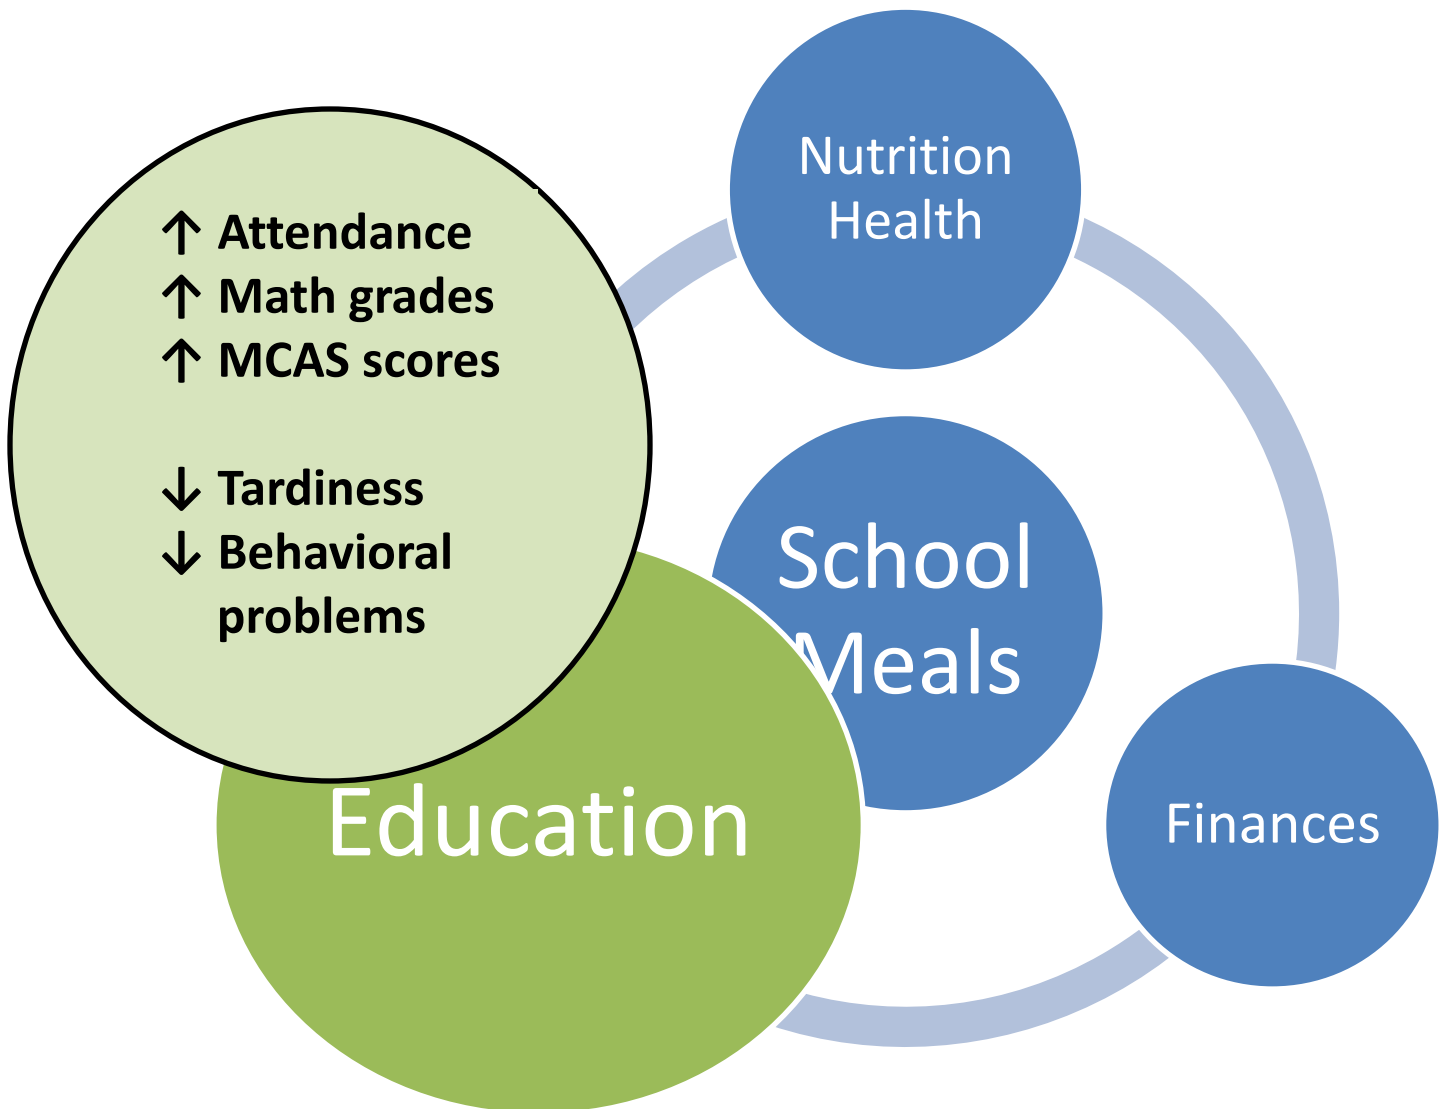 ↑ Attendance
↑ Math grades
↑ MCAS scores
↓ Tardiness
↓ Behavioral
problems
Nutrition
Health
School
Meals
Education
Finances